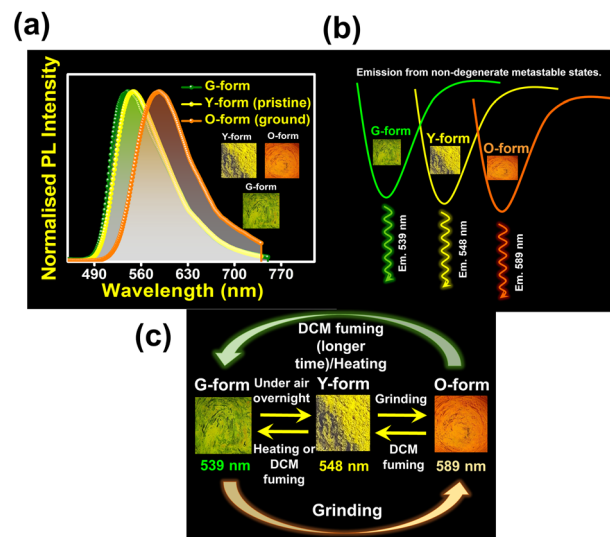 (a)
Normalised PL Intensity
G-form
Y-form (pristine)
O-form (ground)
Y-form
O-form
G-form
490
560
630
700
770
Wavelength (nm)
(b)
Emission from non-degenerate metastable states.
G-form
Y-form
O-form
Em. 539 nm
Em. 548 nm
Em. 589 nm
(c)
DCM fuming
(longer
time)/Heating
G-form
Under air
overnight
Y-form
Grinding
O-form
Heating or
DCM
fuming
DCM
fuming
539 nm
548 nm
589 nm
Grinding